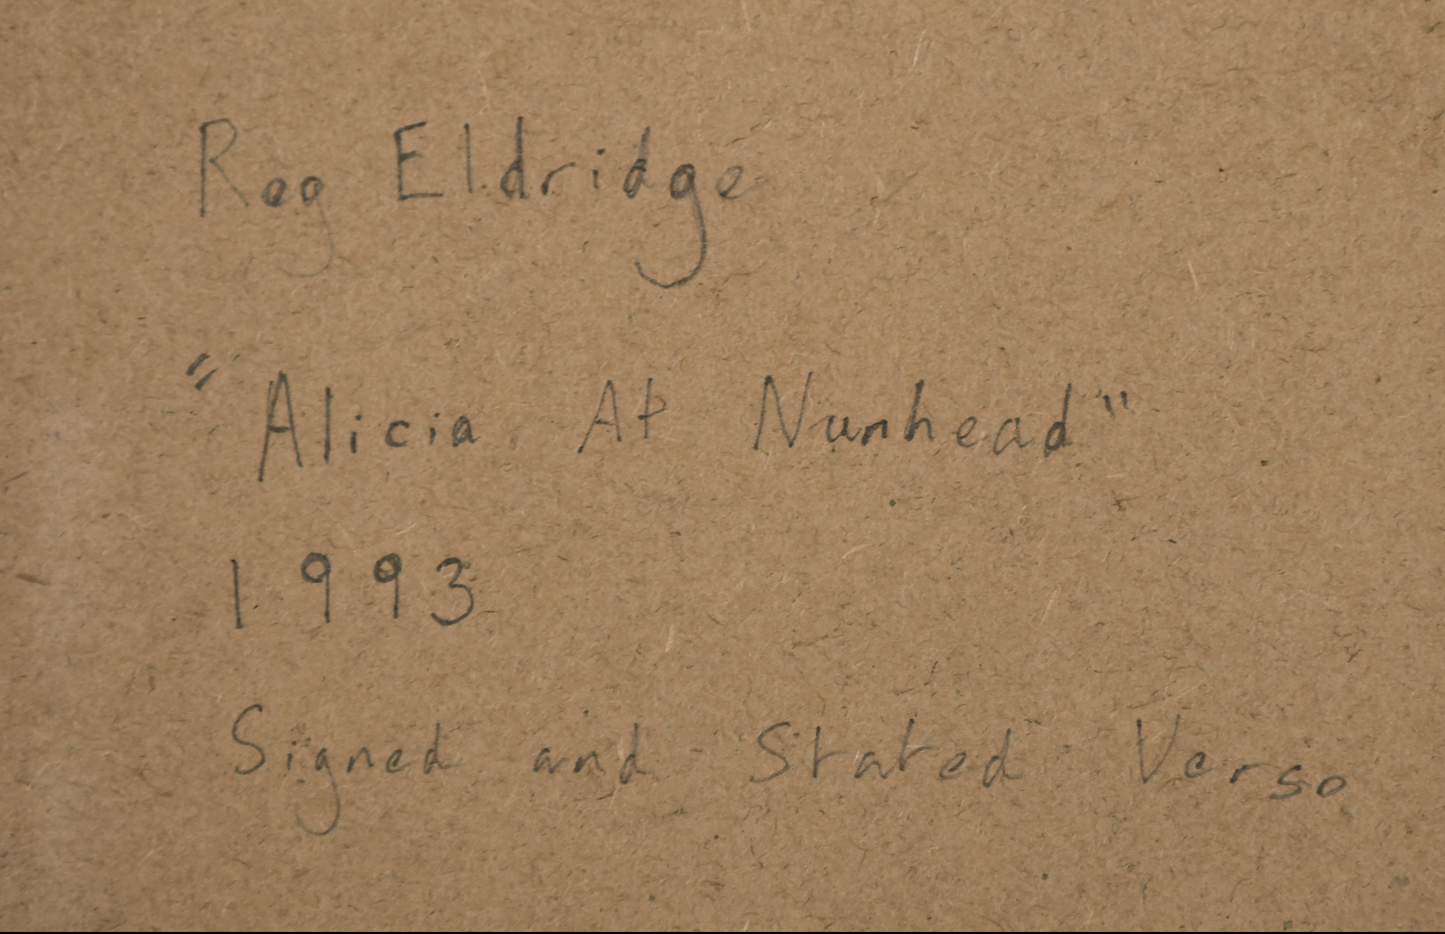 Reg Eldridge
"Alicia At Nunhead"
1993
Signed and Stated Verso